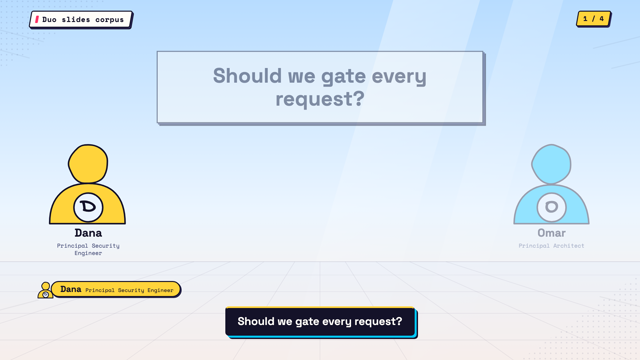 Duo slides corpus
1 / 4
Should we gate every
request?
D
O
Dana
Principal Security
Engineer
Omar
Principal Architect
Dana Principal Security Engineer
Should we gate every request?